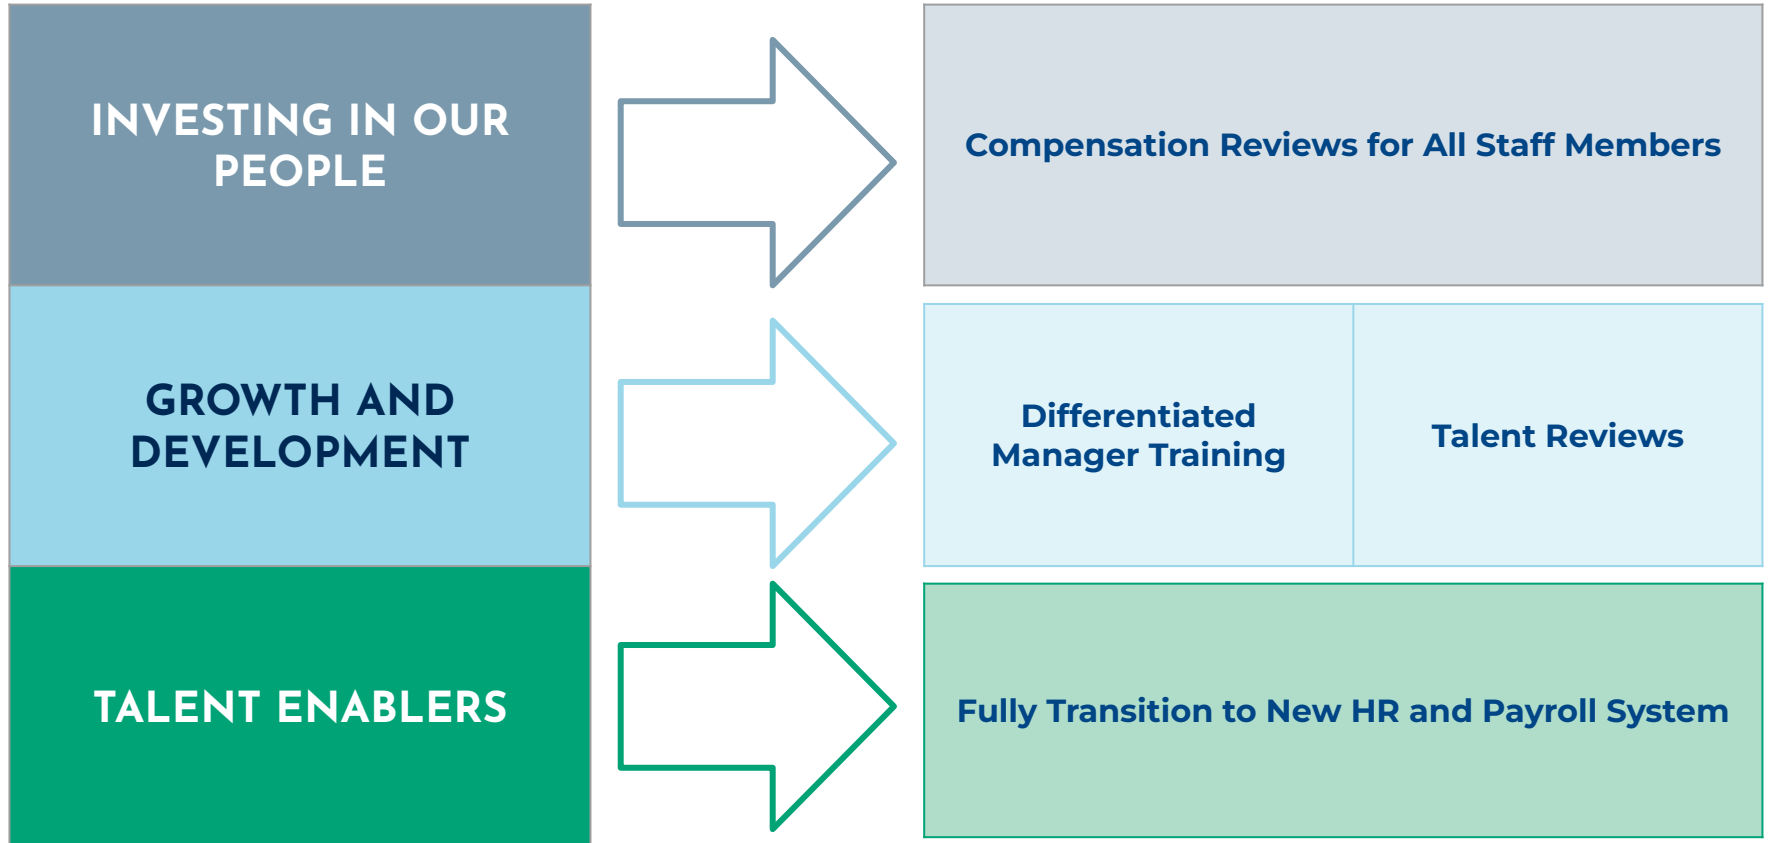 INVESTING IN OUR
PEOPLE
Compensation Reviews for All Staff Members
GROWTH AND
DEVELOPMENT
Differentiated
Manager Training
Talent Reviews
TALENT ENABLERS
Fully Transition to New HR and Payroll System